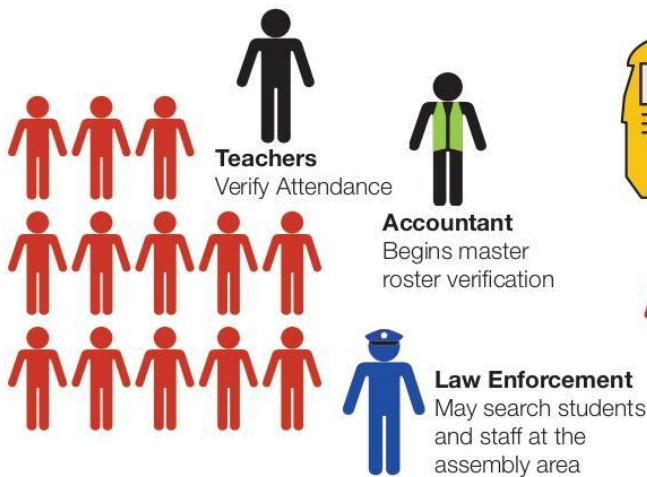 Teachers
Verify Attendance
Accountant
Begins master
roster verification
Law Enforcement
May search students
and staff at the
assembly area